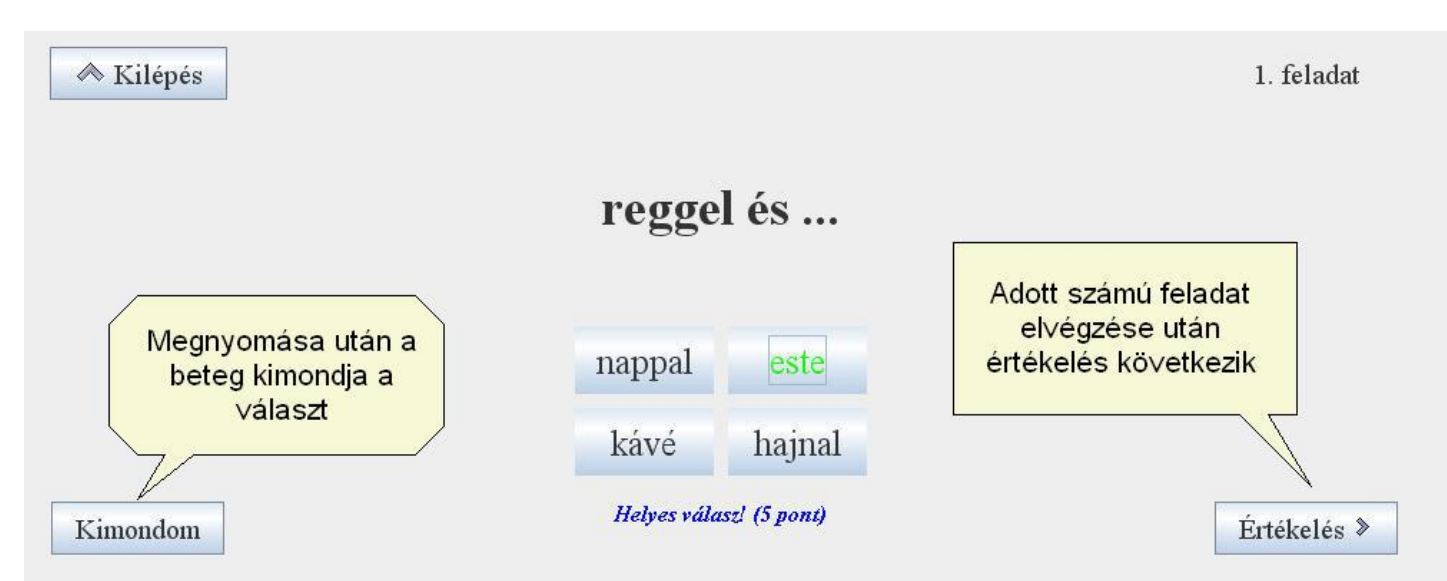 Kilépés
1. feladat
reggel és ...
Megnyomása után a
beteg kimondja a
választ
Adott számú feladat
elvégzése után
értékelés következik
nappal
este
kávé
hajnal
Helyes válasz! (5 pont)
Kimondom
Értékelés